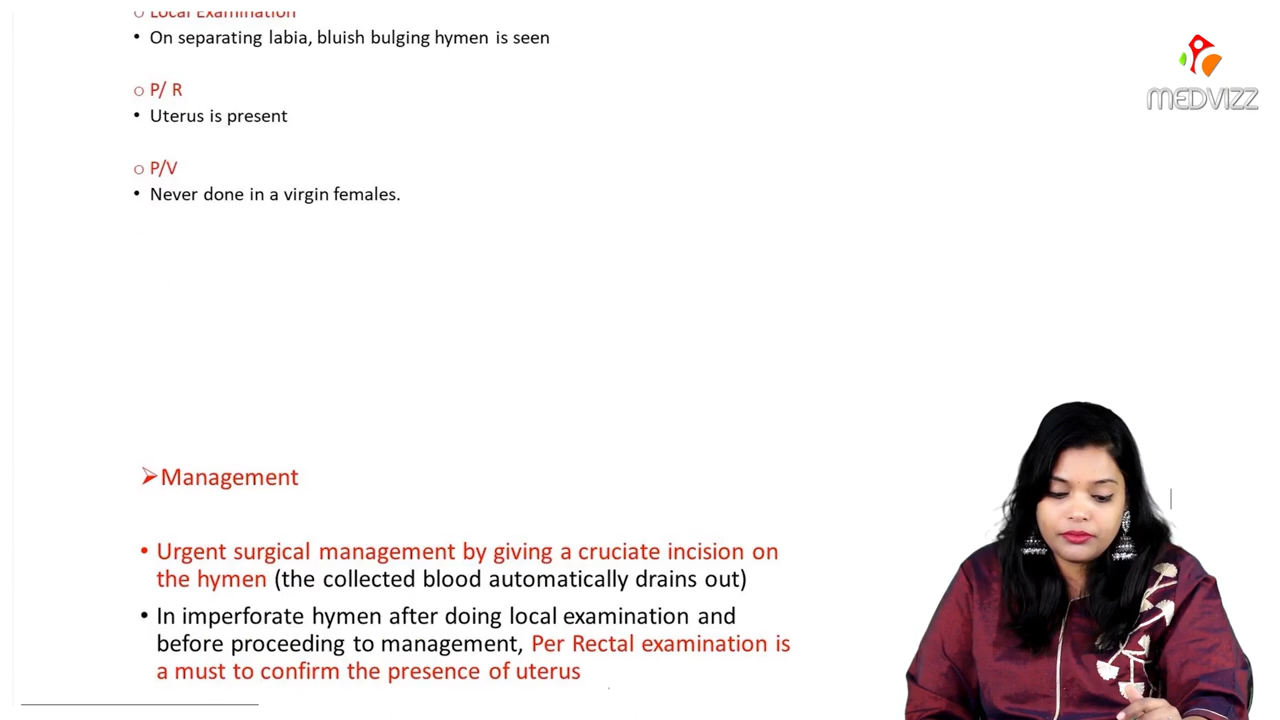 ○ Local Examination
• On separating labia, bluish bulging hymen is seen
○ P/ R
• Uterus is present
○ P/V
• Never done in a virgin females.
➢Management
• Urgent surgical management by giving a cruciate incision on
the hymen (the collected blood automatically drains out)
• In imperforate hymen after doing local examination and
before proceeding to management, Per Rectal examination is
a must to confirm the presence of uterus
MEDVIZZ